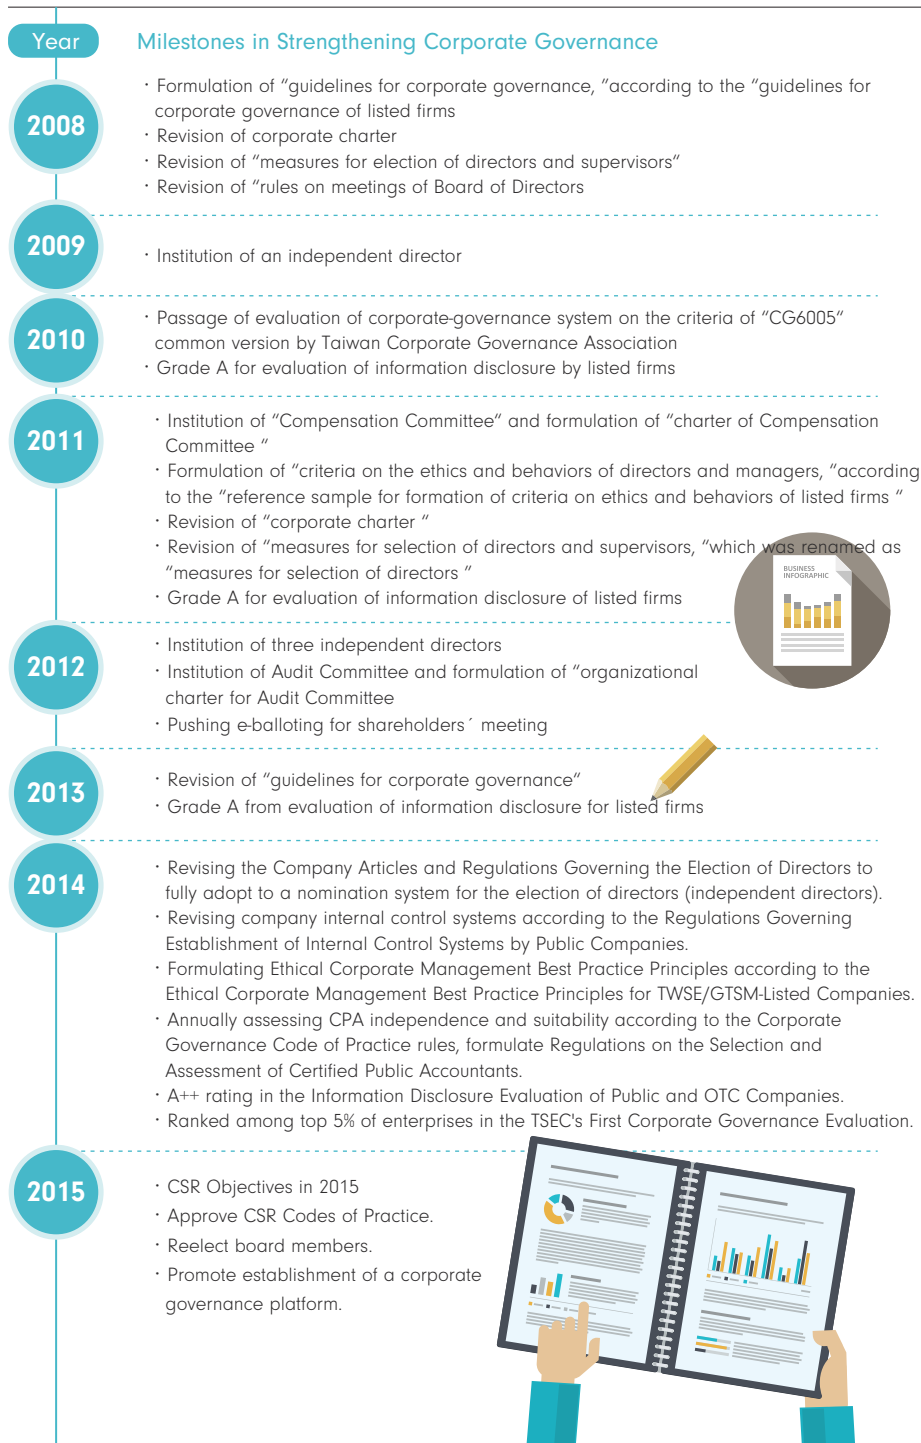 Year
Milestones in Strengthening Corporate Governance
2008
· Formulation of “guidelines for corporate governance, ”according to the “guidelines for
corporate governance of listed firms
· Revision of corporate charter
· Revision of “measures for election of directors and supervisors”
· Revision of “rules on meetings of Board of Directors
2009
· Institution of an independent director
2010
· Passage of evaluation of corporate-governance system on the criteria of “CG6005”
common version by Taiwan Corporate Governance Association
· Grade A for evaluation of information disclosure by listed firms
2011
· Institution of “Compensation Committee” and formulation of “charter of Compensation
Committee ”
· Formulation of “criteria on the ethics and behaviors of directors and managers, “according
to the “reference sample for formation of criteria on ethics and behaviors of listed firms ”
· Revision of “corporate charter “
· Revision of “measures for selection of directors and supervisors, “which was renamed as
“measures for selection of directors ”
· Grade A for evaluation of information disclosure of listed firms
BUSINESS
INFOGRAPHIC
2012
· Institution of three independent directors
· Institution of Audit Committee and formulation of “organizational
charter for Audit Committee
· Pushing e-balloting for shareholders´ meeting
2013
· Revision of “guidelines for corporate governance”
· Grade A from evaluation of information disclosure for listed firms
2014
· Revising the Company Articles and Regulations Governing the Election of Directors to
fully adopt to a nomination system for the election of directors (independent directors).
· Revising company internal control systems according to the Regulations Governing
Establishment of Internal Control Systems by Public Companies.
· Formulating Ethical Corporate Management Best Practice Principles according to the
Ethical Corporate Management Best Practice Principles for TWSE/GTSM-Listed Companies.
· Annually assessing CPA independence and suitability according to the Corporate
Governance Code of Practice rules, formulate Regulations on the Selection and
Assessment of Certified Public Accountants.
· A++ rating in the Information Disclosure Evaluation of Public and OTC Companies.
· Ranked among top 5% of enterprises in the TSEC's First Corporate Governance Evaluation.
2015
· CSR Objectives in 2015
· Approve CSR Codes of Practice.
· Reelect board members.
· Promote establishment of a corporate
governance platform.